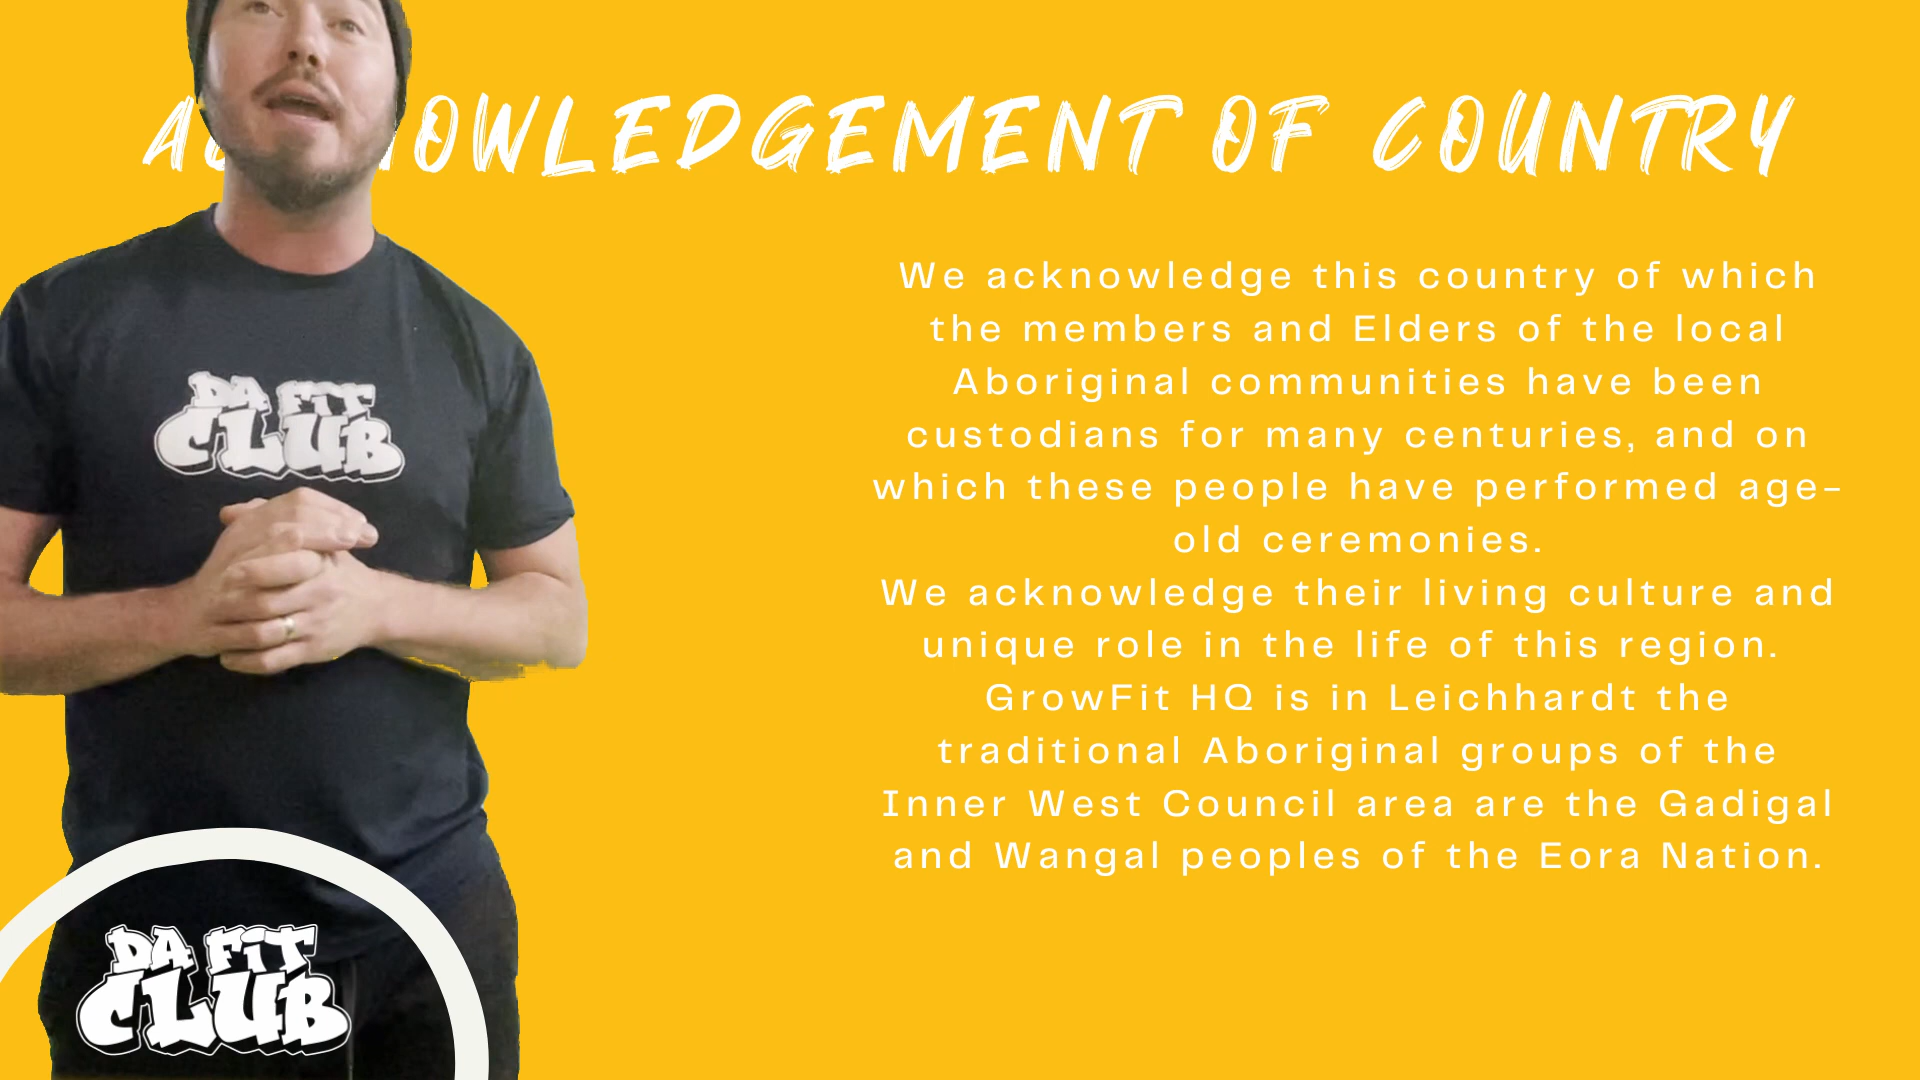 OF COUNTRY
We acknowledge this country of which
the members and Elders of the local
Aboriginal communities have been
custodians for many centuries, and on
which these people have performed age-
old ceremonies.
We acknowledge their living culture and
unique role in the life of this region.
GrowFit HQ is in Leichhardt the
traditional Aboriginal groups of the
Inner West Council area are the Gadigal
and Wangal peoples of the Eora Nation.
DA FIT
CLUB
DA FIT
CLUB